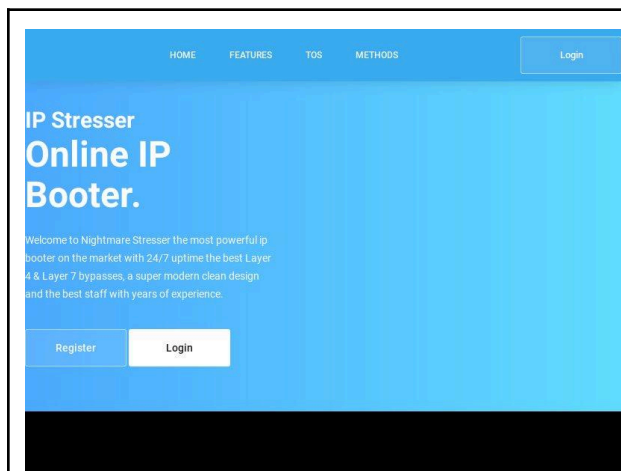 HOME FEATURES TOS METHODS Login
IP Stresser
Online IP
Booter.
Welcome to Nightmare Stresser the most powerful ip
booter on the market with 24/7 uptime the best Layer
4 & Layer 7 bypasses, a super modern clean design
and the best staff with years of experience.
Register Login